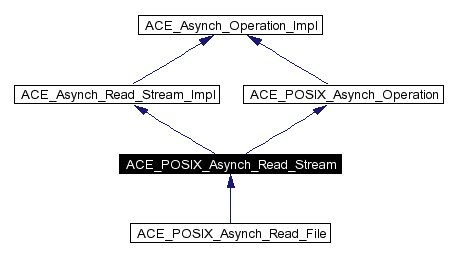 ACE_Asynch_Operation_Impl
ACE_Asynch_Read_Stream_Impl
ACE_POSIX_Asynch_Operation
ACE_POSIX_Asynch_Read_Stream
ACE_POSIX_Asynch_Read_File